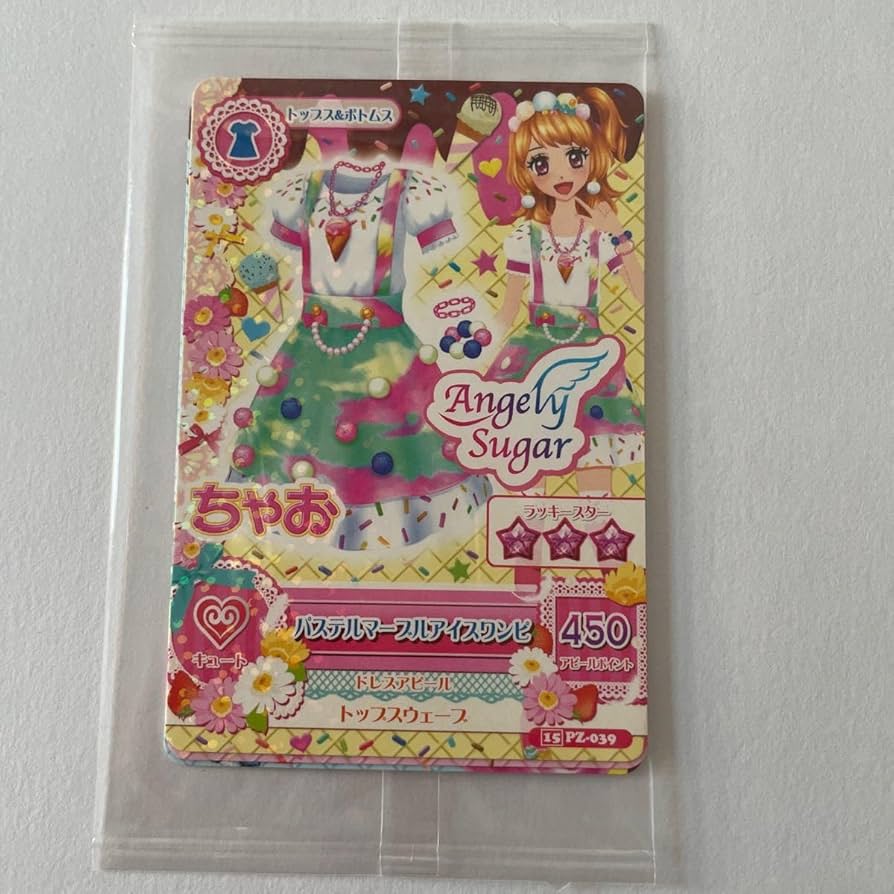 トップス&ボトムス
Angely
Sugar
ちゃお
ラッキースター
パステルマーブルアイスワンピ
450
アピールポイント
キュート
ドレスアピール
トップスウェーブ
15 PZ-039